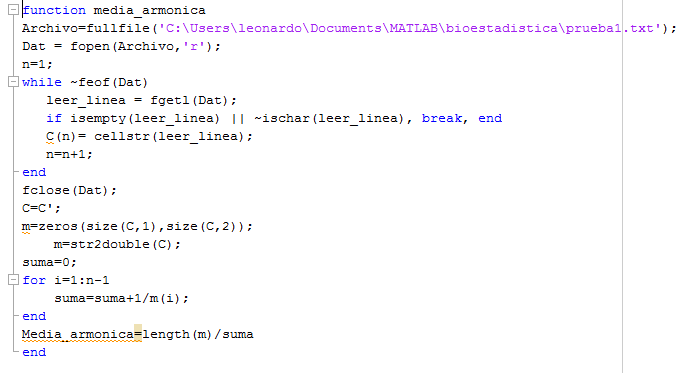 function media_armonica
Archivo=fullfile('C:\Users\leonardo\Documents\MATLAB\bioestadistica\prueba1.txt');
Dat = fopen(Archivo,'r');
n=1;
while ~feof(Dat)
leer_linea = fgetl(Dat);
if isempty(leer_linea) || ~ischar(leer_linea), break, end
C(n)= cellstr(leer_linea);
n=n+1;
end
fclose(Dat);
C=C';
m=zeros(size(C,1),size(C,2));
m=str2double(C);
suma=0;
for i=1:n-1
suma=suma+1/m(i);
end
Media_armonica=length(m)/suma
end